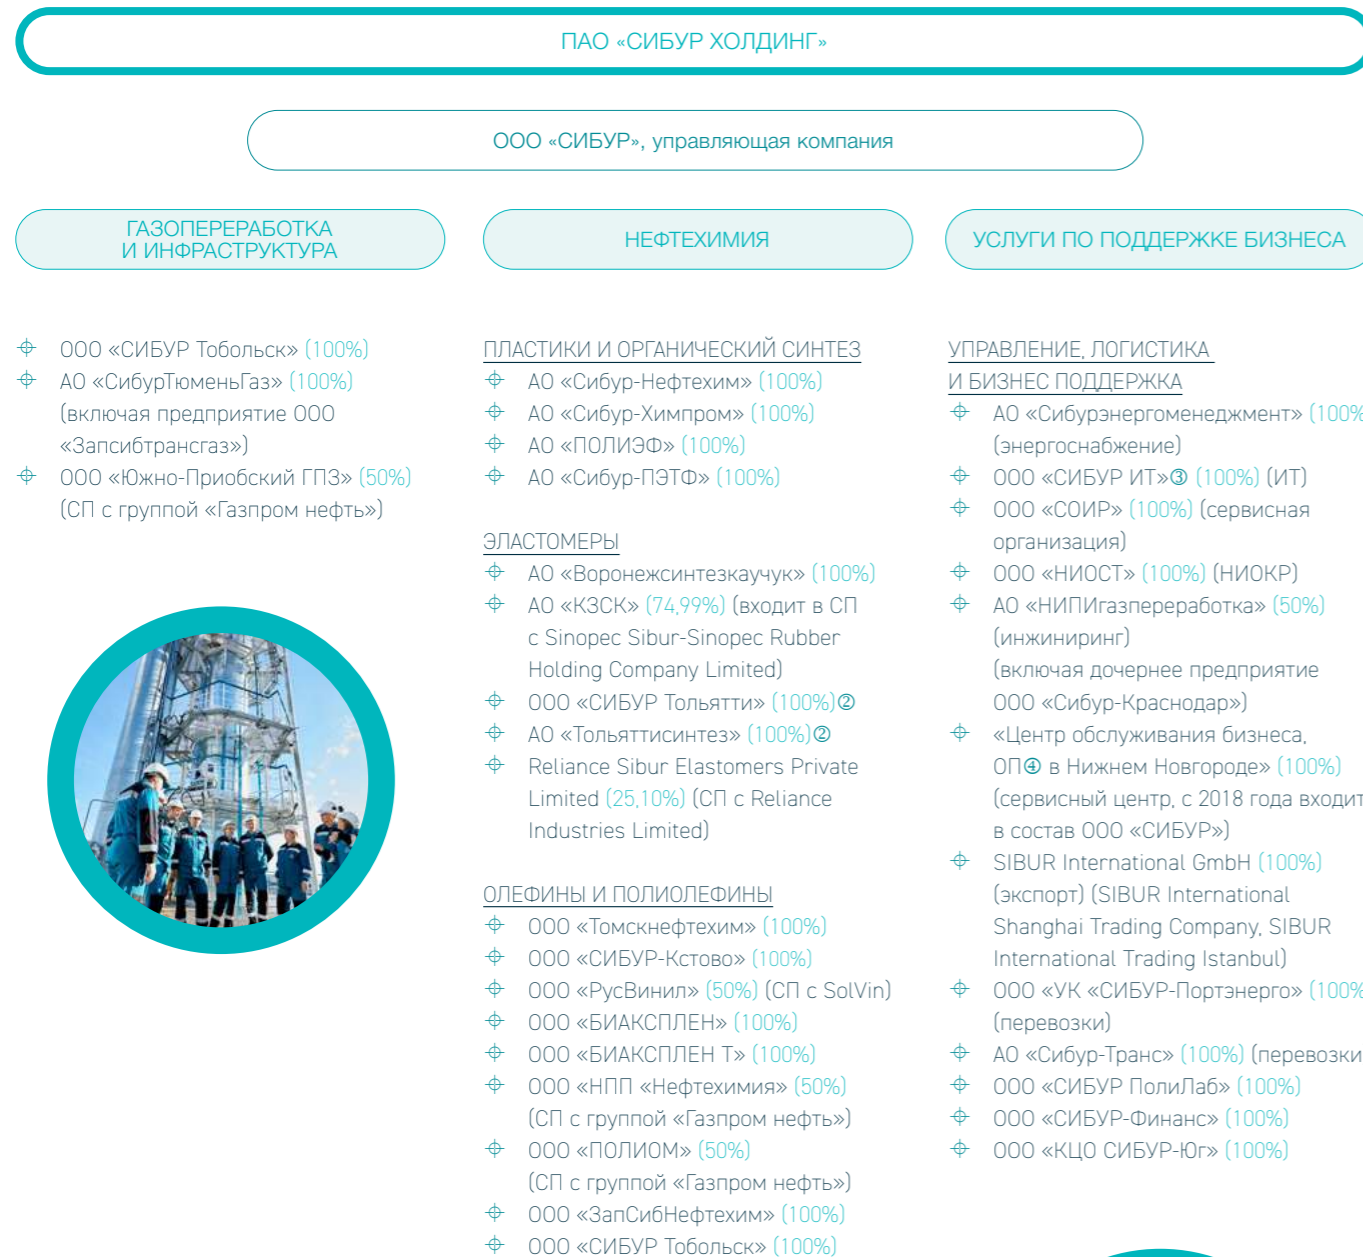 ПАО «СИБУР ХОЛДИНГ»
ООО «СИБУР», управляющая компания
ГАЗОПЕРЕРАБОТКА
И ИНФРАСТРУКТУРА
ООО «СИБУР Тобольск» (100%)
АО «СибурТюменьГаз» (100%)
(включая предприятие ООО
«Запсибтрансгаз»)
ООО «Южно-Приобский ГПЗ» (50%)
(СП с группой «Газпром нефть»)
НЕФТЕХИМИЯ
ПЛАСТИКИ И ОРГАНИЧЕСКИЙ СИНТЕЗ
АО «Сибур-Нефтехим» (100%)
АО «Сибур-Химпром» (100%)
АО «ПОЛИЭФ» (100%)
АО «Сибур-ПЭТФ» (100%)
ЭЛАСТОМЕРЫ
АО «Воронежсинтезкаучук» (100%)
АО «КЗСК» (74,99%) (входит в СП
с Sinopec Sibur-Sinopec Rubber
Holding Company Limited)
ООО «СИБУР Тольятти» (100%)②
АО «Тольяттисинтез» (100%)②
Reliance Sibur Elastomers Private
Limited (25,10%) (СП с Reliance
Industries Limited)
ОЛЕФИНЫ И ПОЛИОЛЕФИНЫ
ООО «Томскнефтехим» (100%)
ООО «СИБУР-Кстово» (100%)
ООО «РусВинил» (50%) (СП с SolVin)
ООО «БИАКСПЛЕН» (100%)
ООО «БИАКСПЛЕН Т» (100%)
ООО «НПП «Нефтехимия» (50%)
(СП с группой «Газпром нефть»)
ООО «ПОЛИОМ» (50%)
(СП с группой «Газпром нефть»)
ООО «ЗапСибНефтехим» (100%)
ООО «СИБУР Тобольск» (100%)
УСЛУГИ ПО ПОДДЕРЖКЕ БИЗНЕСА
УПРАВЛЕНИЕ, ЛОГИСТИКА
И БИЗНЕС ПОДДЕРЖКА
АО «Сибурэнергоменеджмент» (100%
(энергоснабжение)
ООО «СИБУР ИТ»③ (100%) (ИТ)
ООО «СОИР» (100%) (сервисная
организация)
ООО «НИОСТ» (100%) (НИОКР)
АО «НИПИгазпереработка» (50%)
(инжиниринг)
(включая дочернее предприятие
ООО «Сибур-Краснодар»)
«Центр обслуживания бизнеса,
ОП④ в Нижнем Новгороде» (100%)
(сервисный центр, с 2018 года входит
в состав ООО «СИБУР»)
SIBUR International GmbH (100%)
(экспорт) (SIBUR International
Shanghai Trading Company, SIBUR
International Trading Istanbul)
ООО «УК «СИБУР-Портэнерго» (100%
(перевозки)
АО «Сибур-Транс» (100%) (перевозки
ООО «СИБУР ПолиЛаб» (100%)
ООО «СИБУР-Финанс» (100%)
ООО «КЦО СИБУР-Юг» (100%)